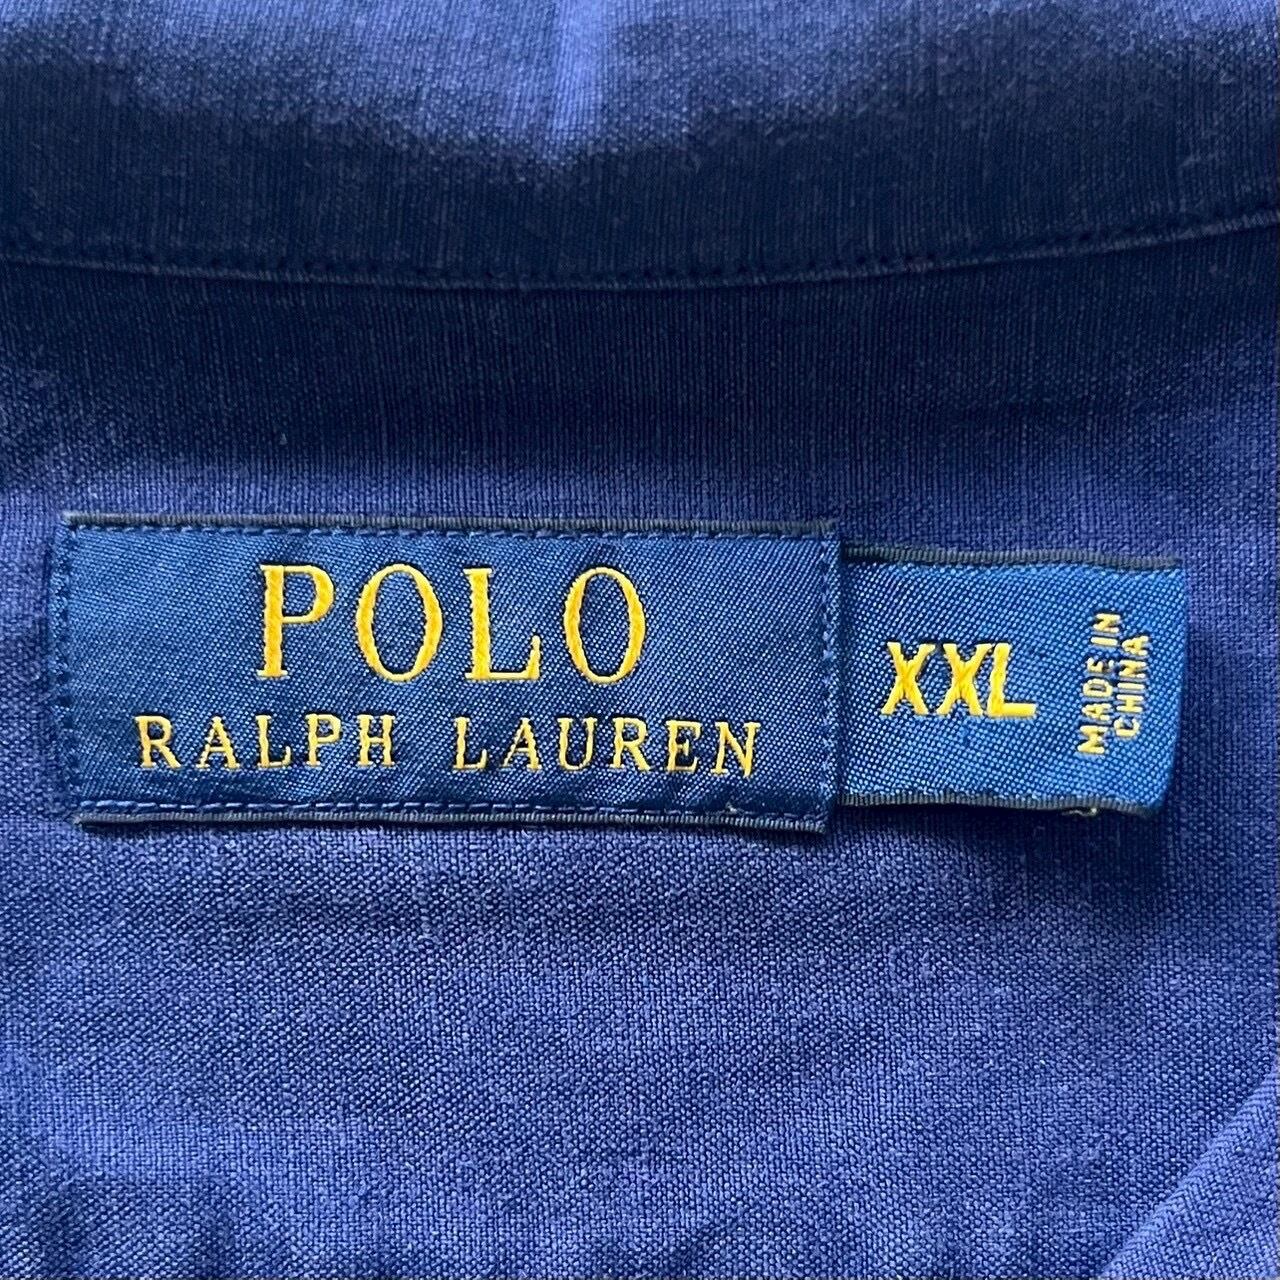 POLO
RALPH LAUREN
XXL
MADE IN
CHINA